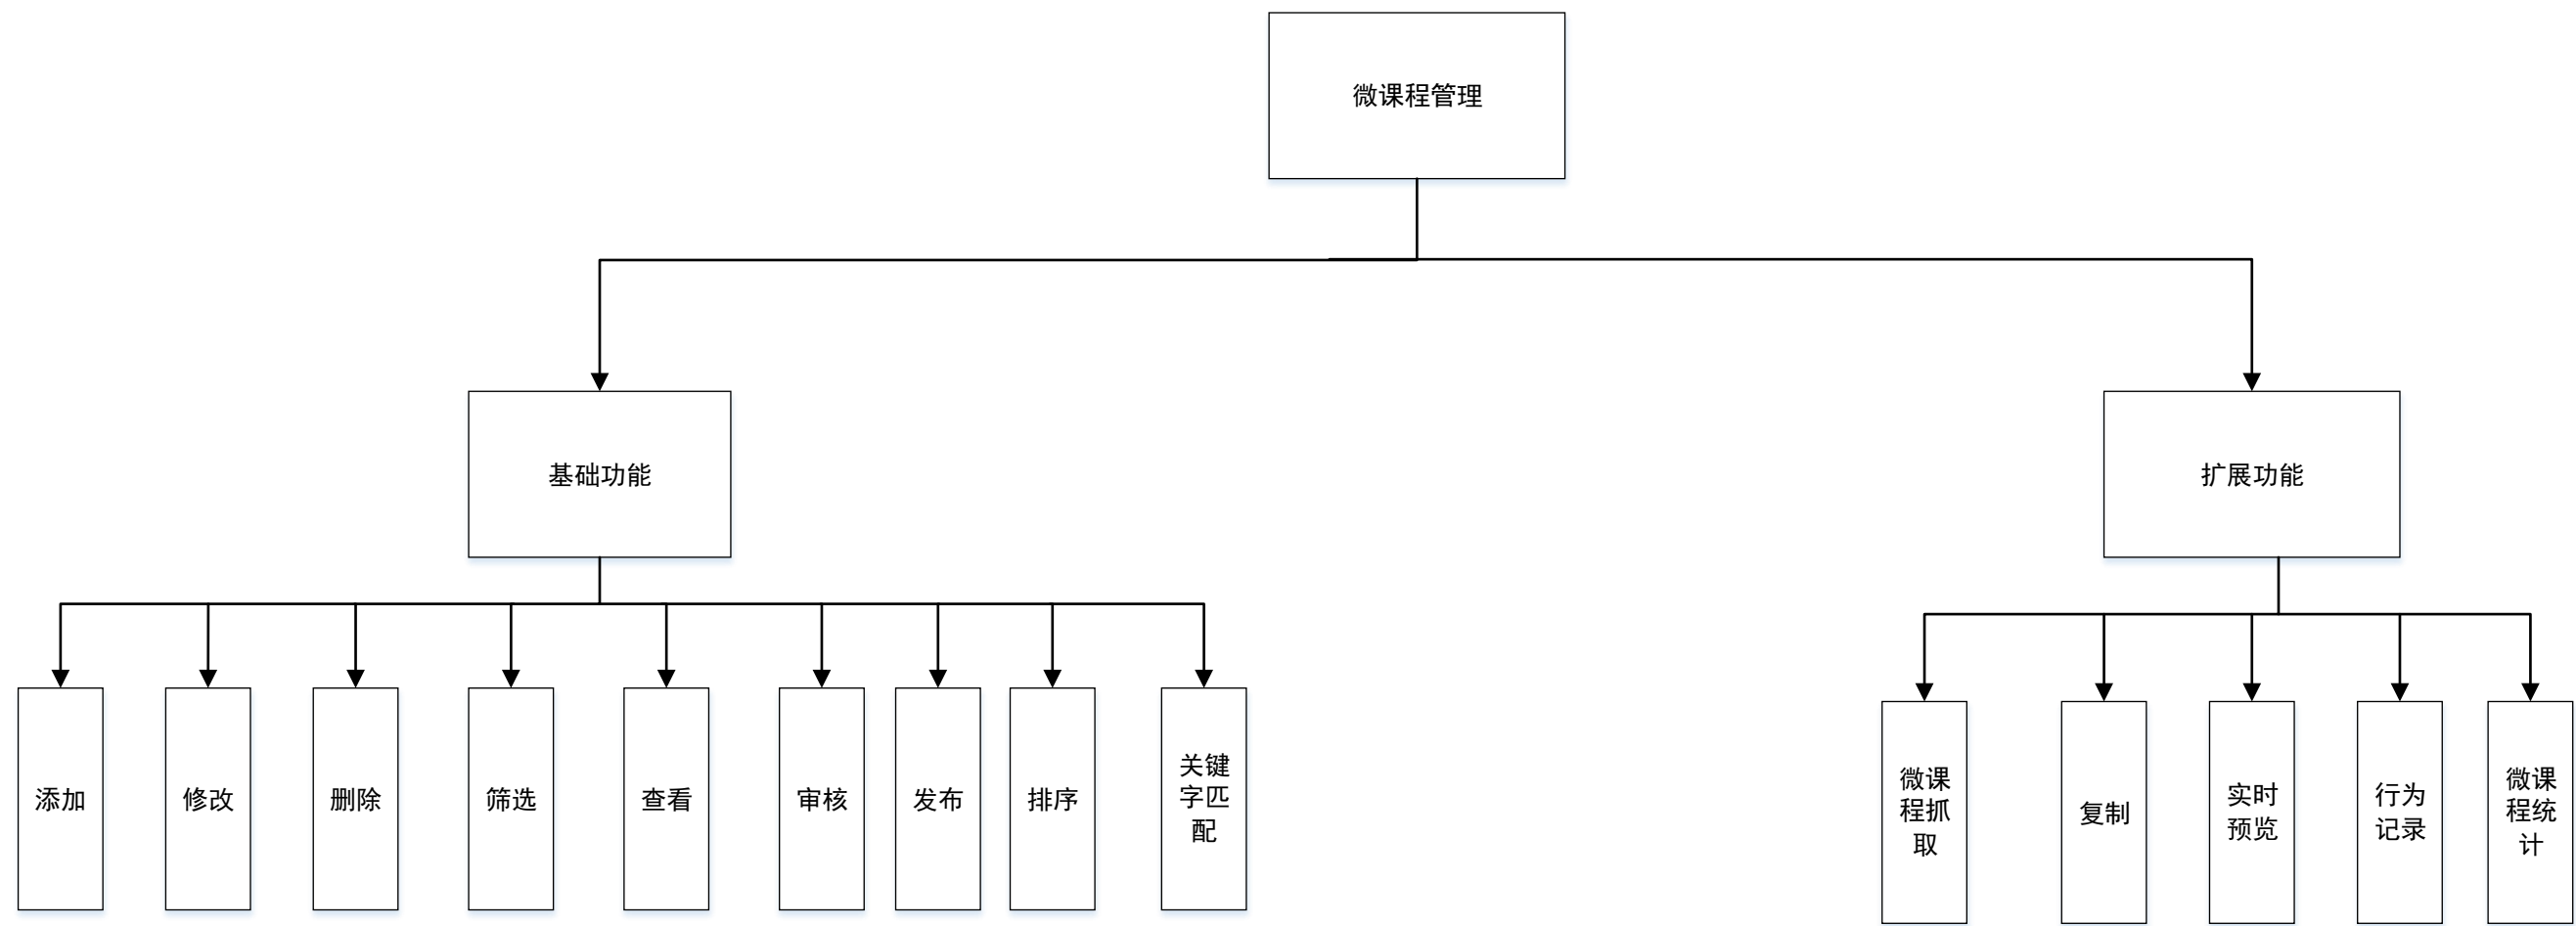 微课程管理
基础功能
扩展功能
添加
修改
删除
筛选
查看
审核
发布
排序
关键
字匹
配
微课
程抓
取
复制
实时
预览
行为
记录
微课
程统
计